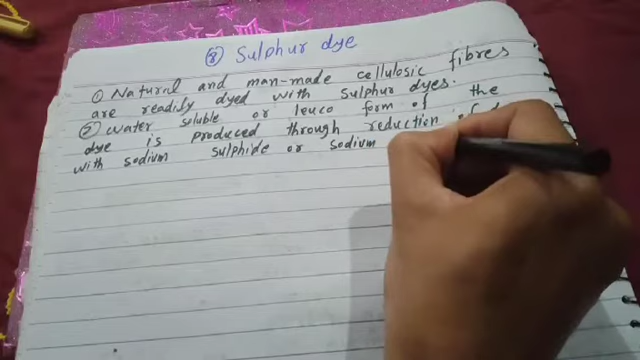 ⑧ Sulphur dye
① Natural and man-made cellulosic fibres
are readily dyed with Sulphur dyes.
② Water soluble or leuco form of the
dye is produced through reduction of d
with sodium sulphide or sodium